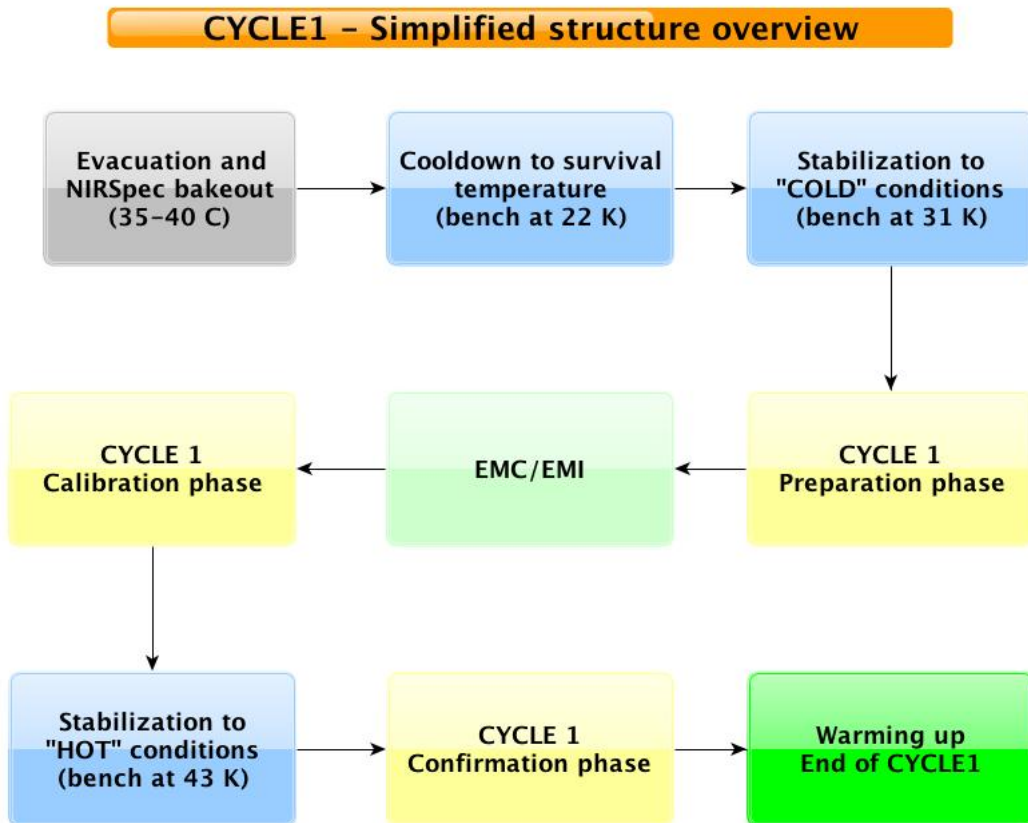 CYCLE1 – Simplified structure overview
Evacuation and
NIRSpec bakeout
(35–40 C)
Cooldown to survival
temperature
(bench at 22 K)
Stabilization to
"COLD" conditions
(bench at 31 K)
CYCLE 1
Preparation phase
EMC/EMI
CYCLE 1
Calibration phase
Stabilization to
"HOT" conditions
(bench at 43 K)
CYCLE 1
Confirmation phase
Warming up
End of CYCLE1